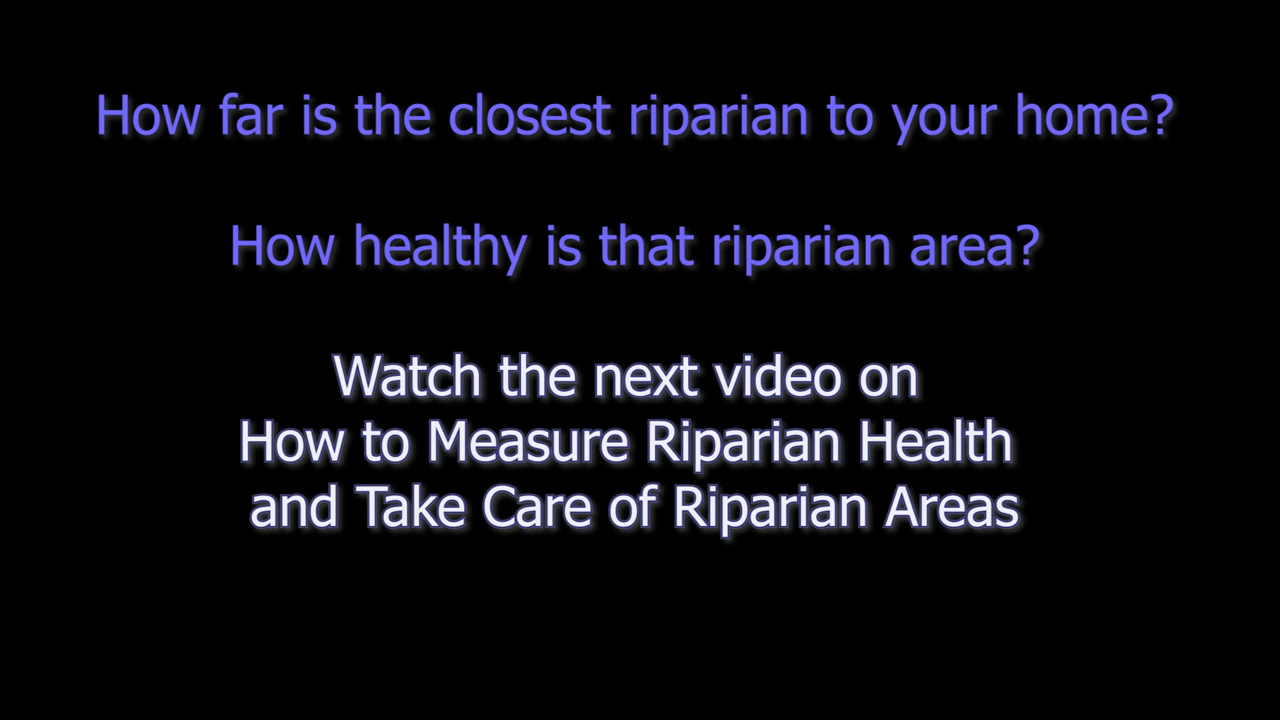 How far is the closest riparian to your home?
How healthy is that riparian area?
Watch the next video on
How to Measure Riparian Health
and Take Care of Riparian Areas